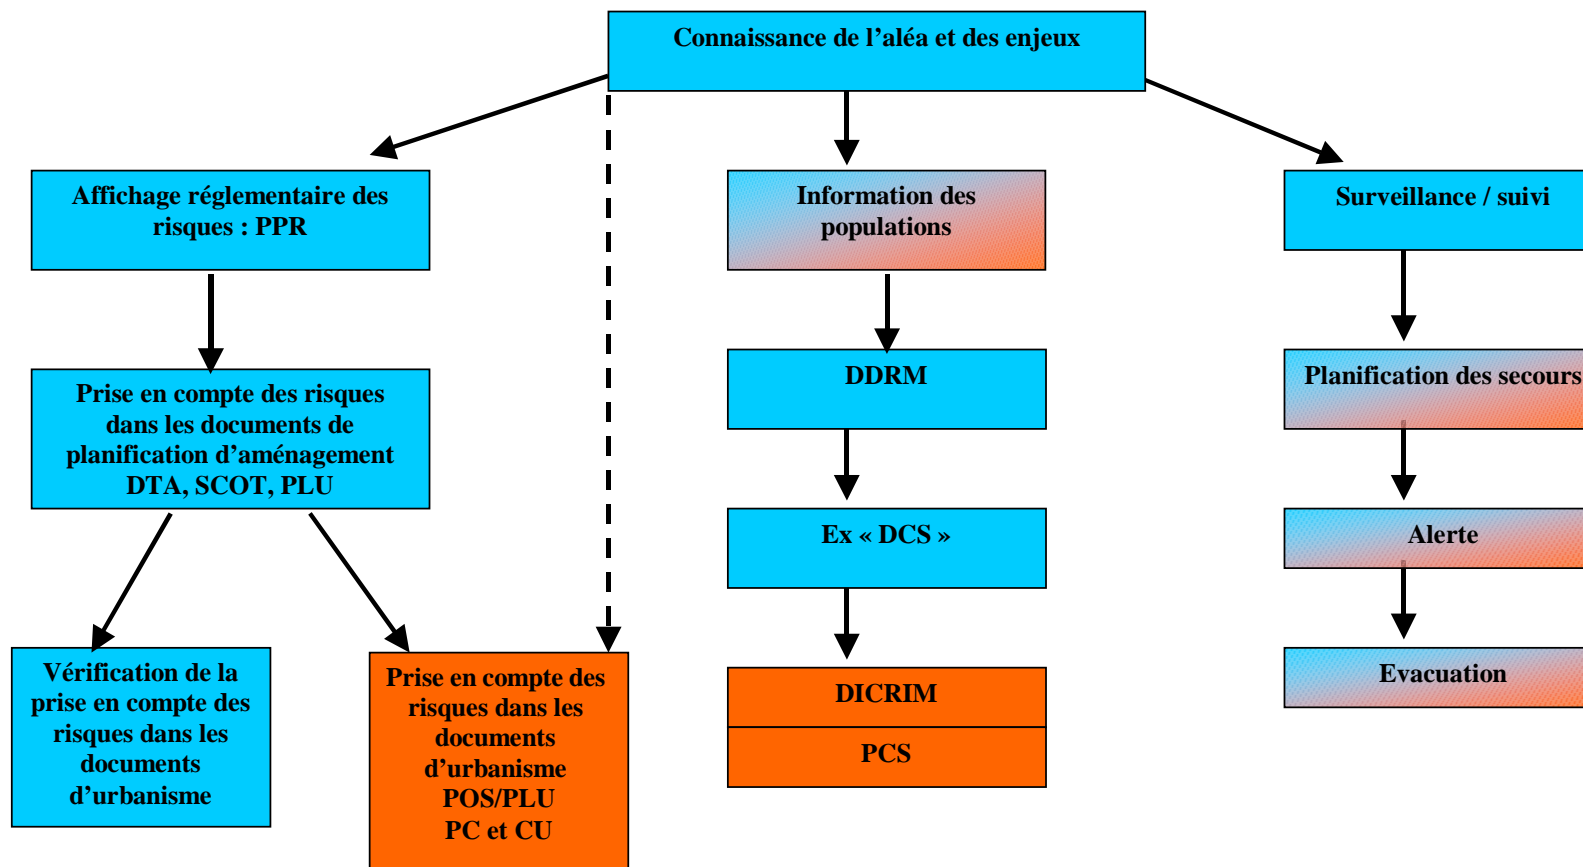 Connaissance de l’aléa et des enjeux
Affichage réglementaire des
risques : PPR
Information des
populations
Surveillance / suivi
Prise en compte des risques
dans les documents de
planification d’aménagement
DTA, SCOT, PLU
DDRM
Planification des secours
Ex « DCS »
Alerte
Vérification de la
prise en compte des
risques dans les
documents
d’urbanisme
Prise en compte des
risques dans les
documents
d’urbanisme
POS/PLU
PC et CU
DICRIM
PCS
Evacuation